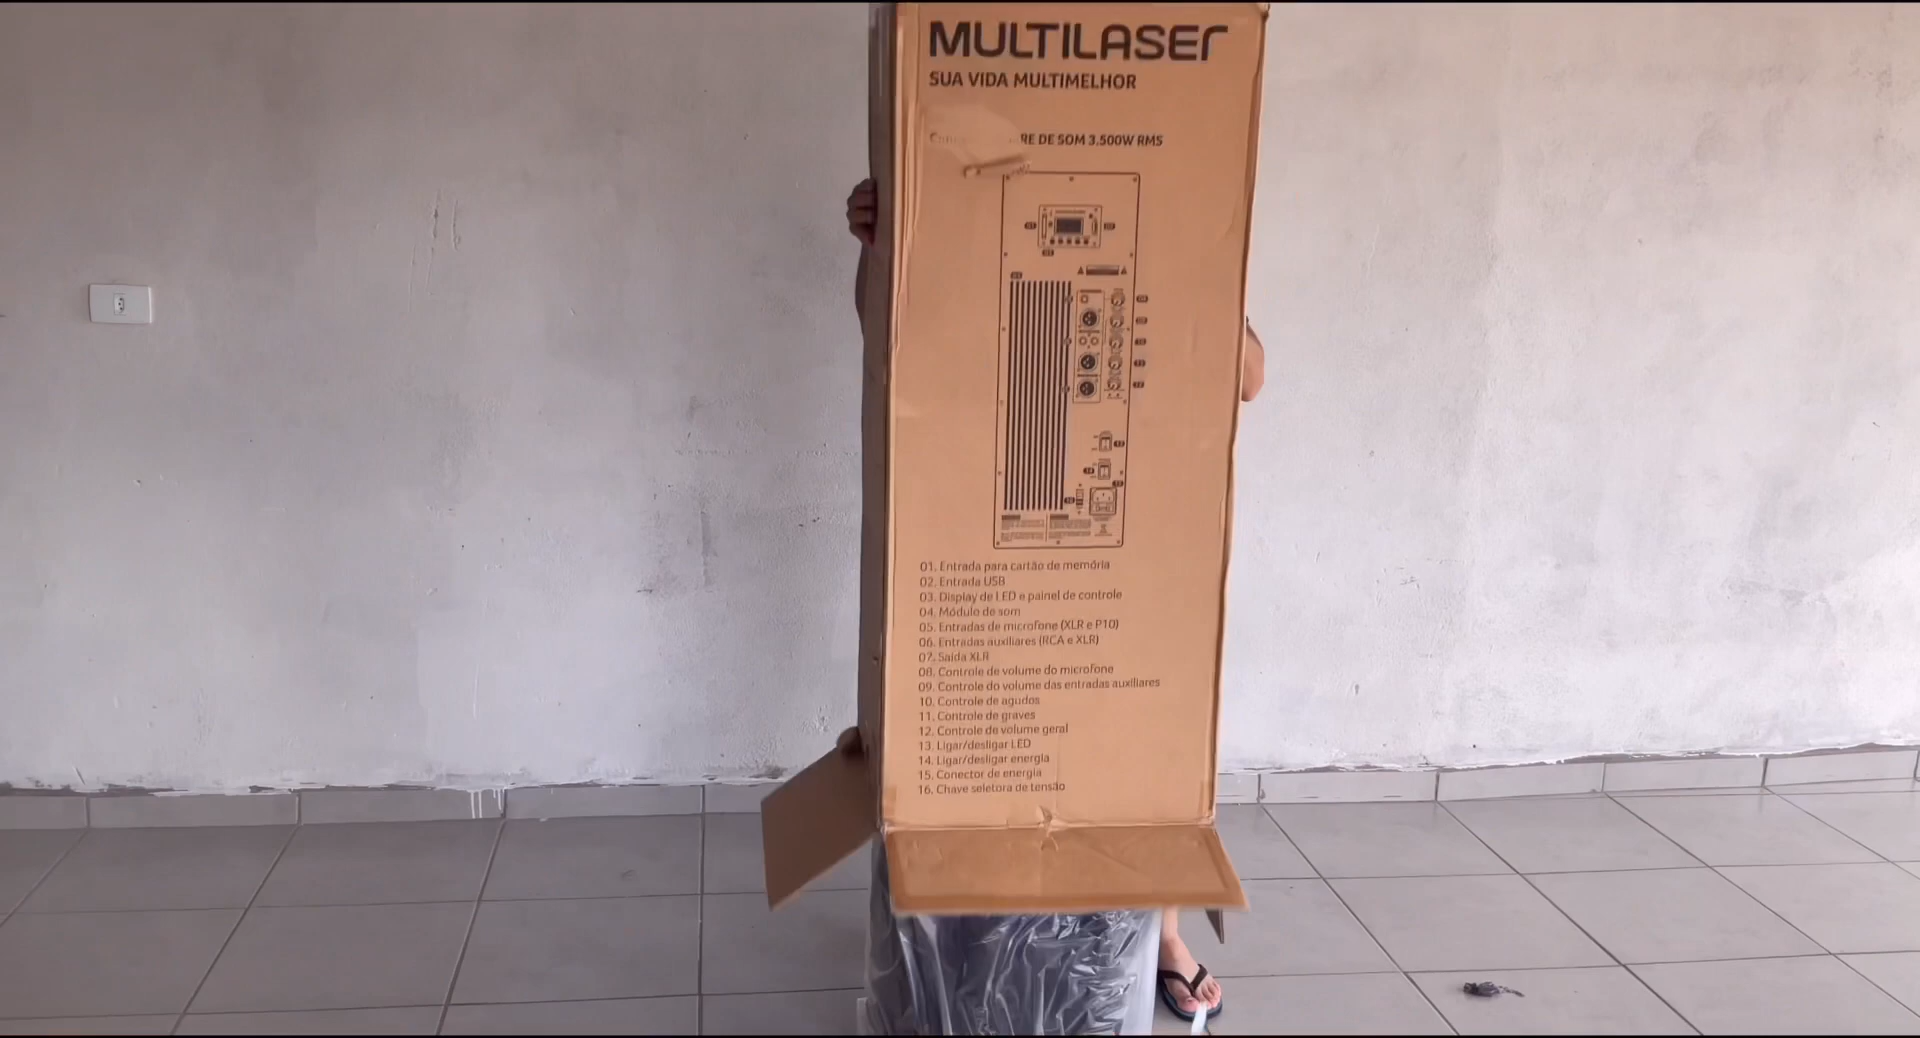 MULTILASER
SUA VIDA MULTIMELHOR
RE DE SOM 3.500W RMS
01. Entrada para cartão de memória
02. Entrada USB
03. Display de LED e painel de controle
04. Módulo de som
05. Entradas de microfone (XLR e P10)
06. Entradas auxiliares (RCA e XLR)
07. Saída XLR
08. Controle de volume do microfone
09. Controle do volume das entradas auxiliares
10. Controle de agudos
11. Controle de graves
12. Controle de volume geral
13. Ligar/desligar LED
14. Ligar/desligar energia
15. Conector de energia
16. Chave seletora de tensão